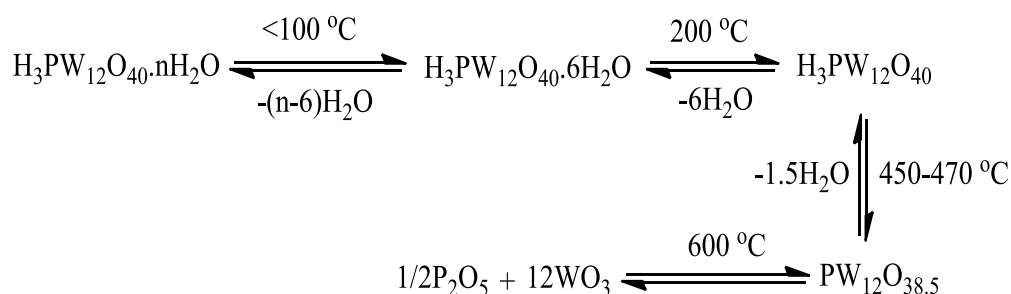 <100 °C
200 °C
H₃PW₁₂O₄₀.nH₂O
H₃PW₁₂O₄₀.6H₂O
H₃PW₁₂O₄₀
-(n-6)H₂O
-6H₂O
-1.5H₂O
450-470 °C
600 °C
1/2P₂O₅ + 12WO₃
PW₁₂O₃₈.₅